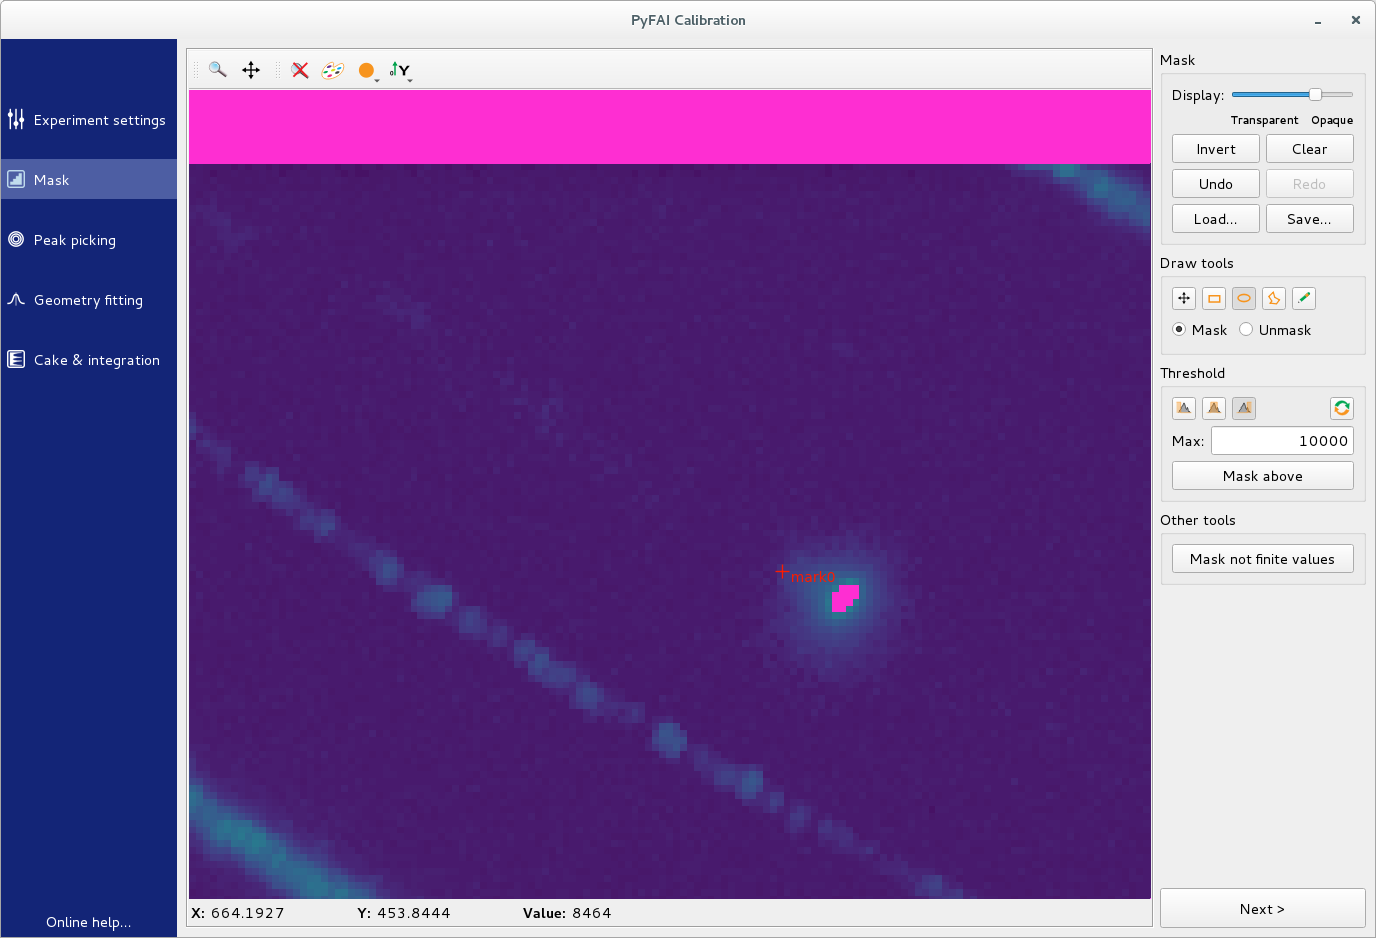 PyFAI Calibration
Experiment settings
Mask
Peak picking
Geometry fitting
Cake & integration
Online help...
Y
mark0
X: 664.1927 Y: 453.8444 Value: 8464
Mask
Display:
Transparent Opaque
Invert Clear
Undo Redo
Load... Save...
Draw tools
Mask Unmask
Threshold
Max: 10000
Mask above
Other tools
Mask not finite values
Next >